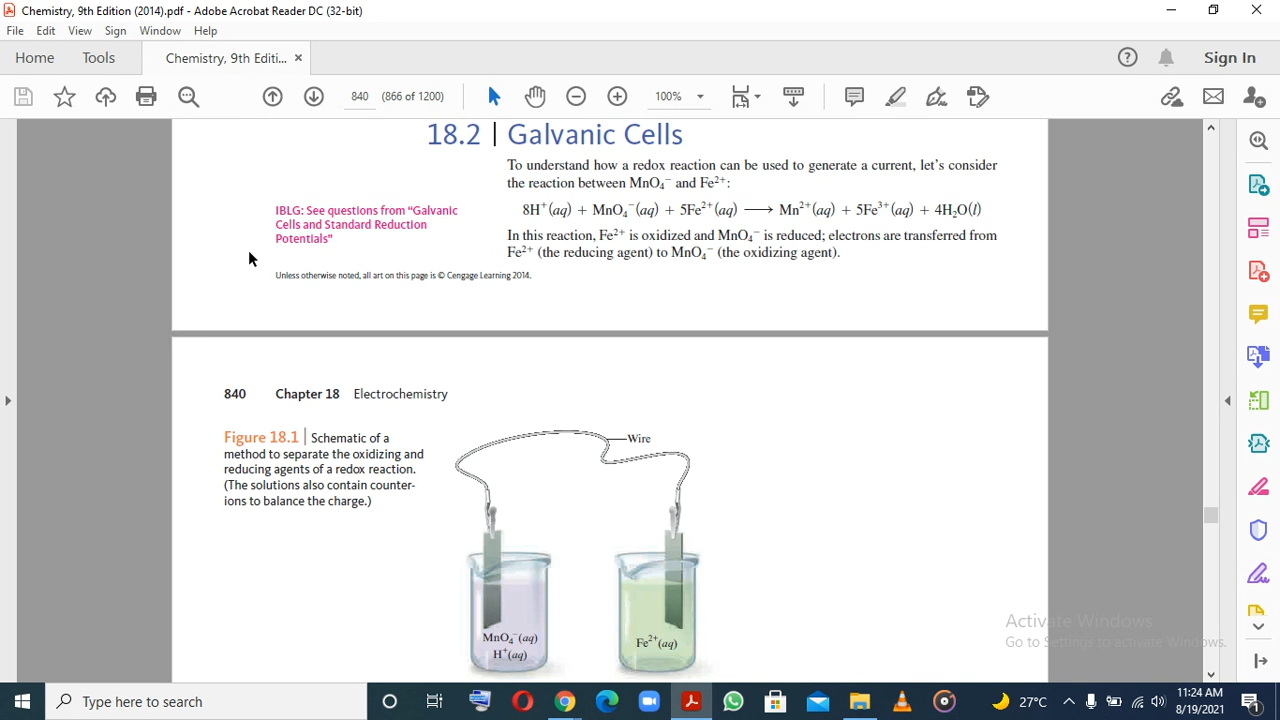 Chemistry, 9th Edition (2014).pdf - Adobe Acrobat Reader DC (32-bit)
File Edit View Sign Window Help
Home Tools Chemistry, 9th Editi... × Sign In
840 (866 of 1200) 100%
18.2 | Galvanic Cells
To understand how a redox reaction can be used to generate a current, let's consider
the reaction between MnO₄⁻ and Fe²⁺:
IBLG: See questions from "Galvanic
Cells and Standard Reduction
Potentials"
8H⁺(aq) + MnO₄⁻(aq) + 5Fe²⁺(aq) ⟶ Mn²⁺(aq) + 5Fe³⁺(aq) + 4H₂O(l)
In this reaction, Fe²⁺ is oxidized and MnO₄⁻ is reduced; electrons are transferred from
Fe²⁺ (the reducing agent) to MnO₄⁻ (the oxidizing agent).
Unless otherwise noted, all art on this page is © Cengage Learning 2014.
840 Chapter 18 Electrochemistry
Figure 18.1 | Schematic of a
method to separate the oxidizing and
reducing agents of a redox reaction.
(The solutions also contain counter-
ions to balance the charge.)
Wire
MnO₄⁻(aq)
H⁺(aq)
Fe²⁺(aq)
Activate Windows
Go to Settings to activate Windows.
Type here to search
27°C
11:24 AM
8/19/2021
1